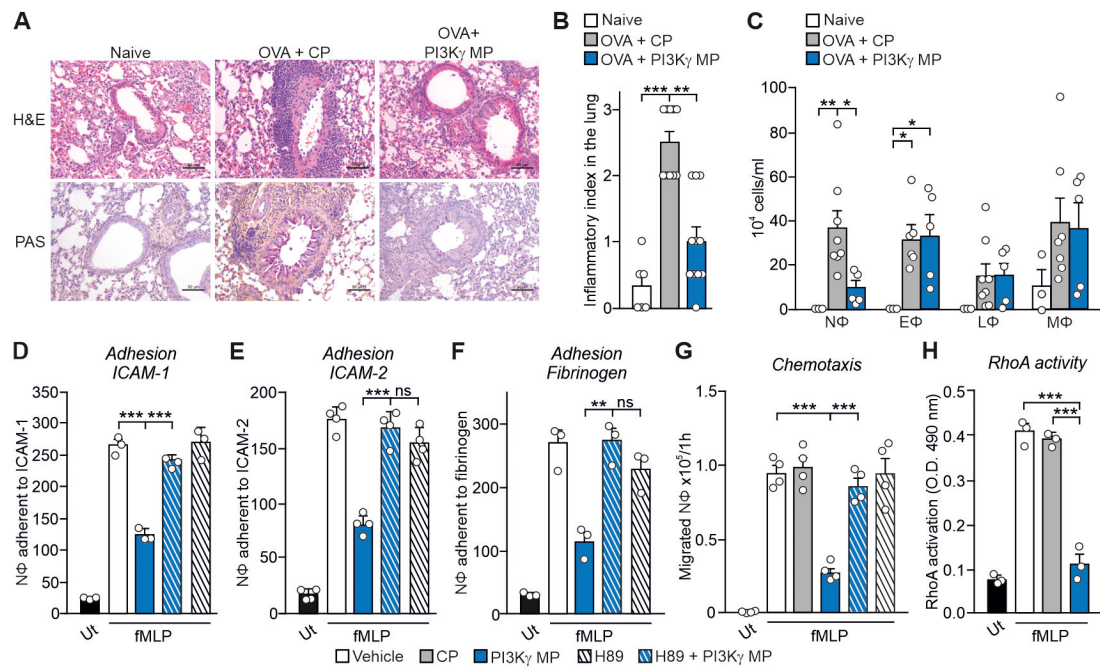 A
Naive
OVA + CP
OVA+
PI3Kγ MP
H&E
PAS
B
Naive
OVA + CP
OVA + PI3Kγ MP
Inflammatory index in the lung
3
2
1
0
*** **
C
Naive
OVA + CP
OVA + PI3Kγ MP
10⁴ cells/ml
100
80
60
40
20
0
** *
*
*
NΦ EΦ LΦ MΦ
D
Adhesion
ICAM-1
NΦ adherent to ICAM-1
350
300
250
200
150
100
50
0
*** ***
Ut
fMLP
E
Adhesion
ICAM-2
NΦ adherent to ICAM-2
200
150
100
50
0
*** ns
Ut
fMLP
F
Adhesion
Fibrinogen
NΦ adherent to fibrinogen
300
200
100
0
** ns
Ut
fMLP
G
Chemotaxis
Migrated NΦ x10⁵/1h
1.5
1.0
0.5
0
*** ***
Ut
fMLP
H
RhoA activity
RhoA activation (O.D. 490 nm)
0.5
0.4
0.3
0.2
0.1
0.0
***
***
Ut
fMLP
Vehicle CP PI3Kγ MP H89 H89 + PI3Kγ MP